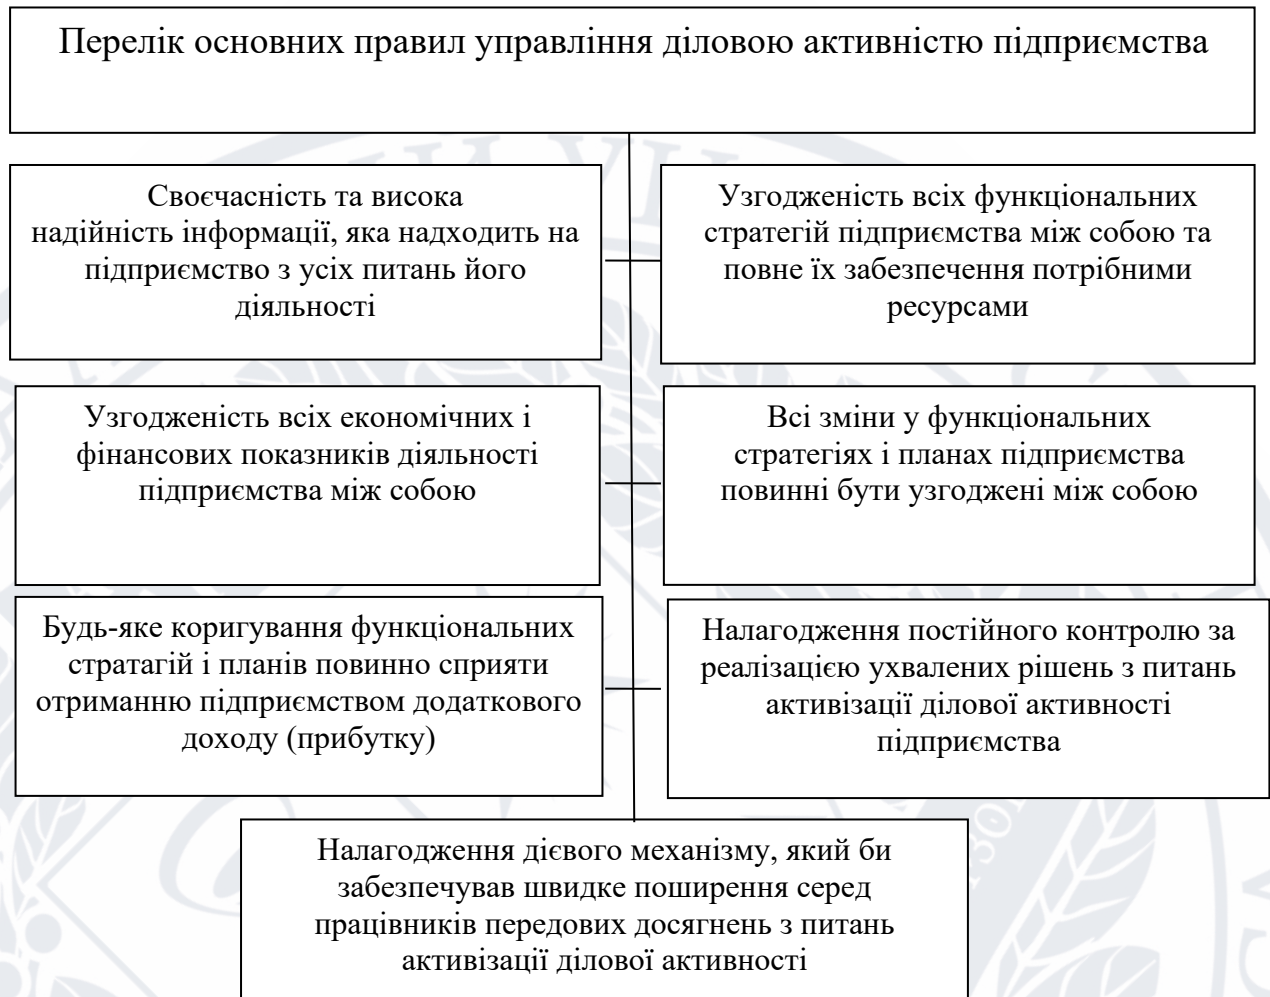 Перелік основних правил управління діловою активністю підприємства
Своєчасність та висока
надійність інформації, яка надходить на
підприємство з усіх питань його
діяльності
Узгодженість всіх функціональних
стратегій підприємства між собою та
повне їх забезпечення потрібними
ресурсами
Узгодженість всіх економічних і
фінансових показників діяльності
підприємства між собою
Всі зміни у функціональних
стратегіях і планах підприємства
повинні бути узгоджені між собою
Будь-яке коригування функціональних
стратагій і планів повинно сприяти
отриманню підприємством додаткового
доходу (прибутку)
Налагодження постійного контролю за
реалізацією ухвалених рішень з питань
активізації ділової активності
підприємства
Налагодження дієвого механізму, який би
забезпечував швидке поширення серед
працівників передових досягнень з питань
активізації ділової активності